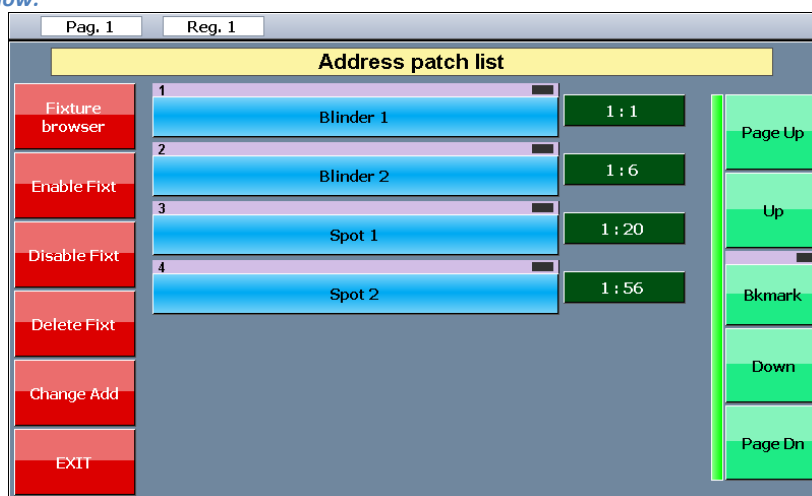 now:
Pag. 1 Reg. 1
Address patch list
Fixture
browser
Enable Fixt
Disable Fixt
Delete Fixt
Change Add
EXIT
1
Blinder 1 1:1
2
Blinder 2 1:6
3
Spot 1 1:20
4
Spot 2 1:56
Page Up
Up
Bkmark
Down
Page Dn